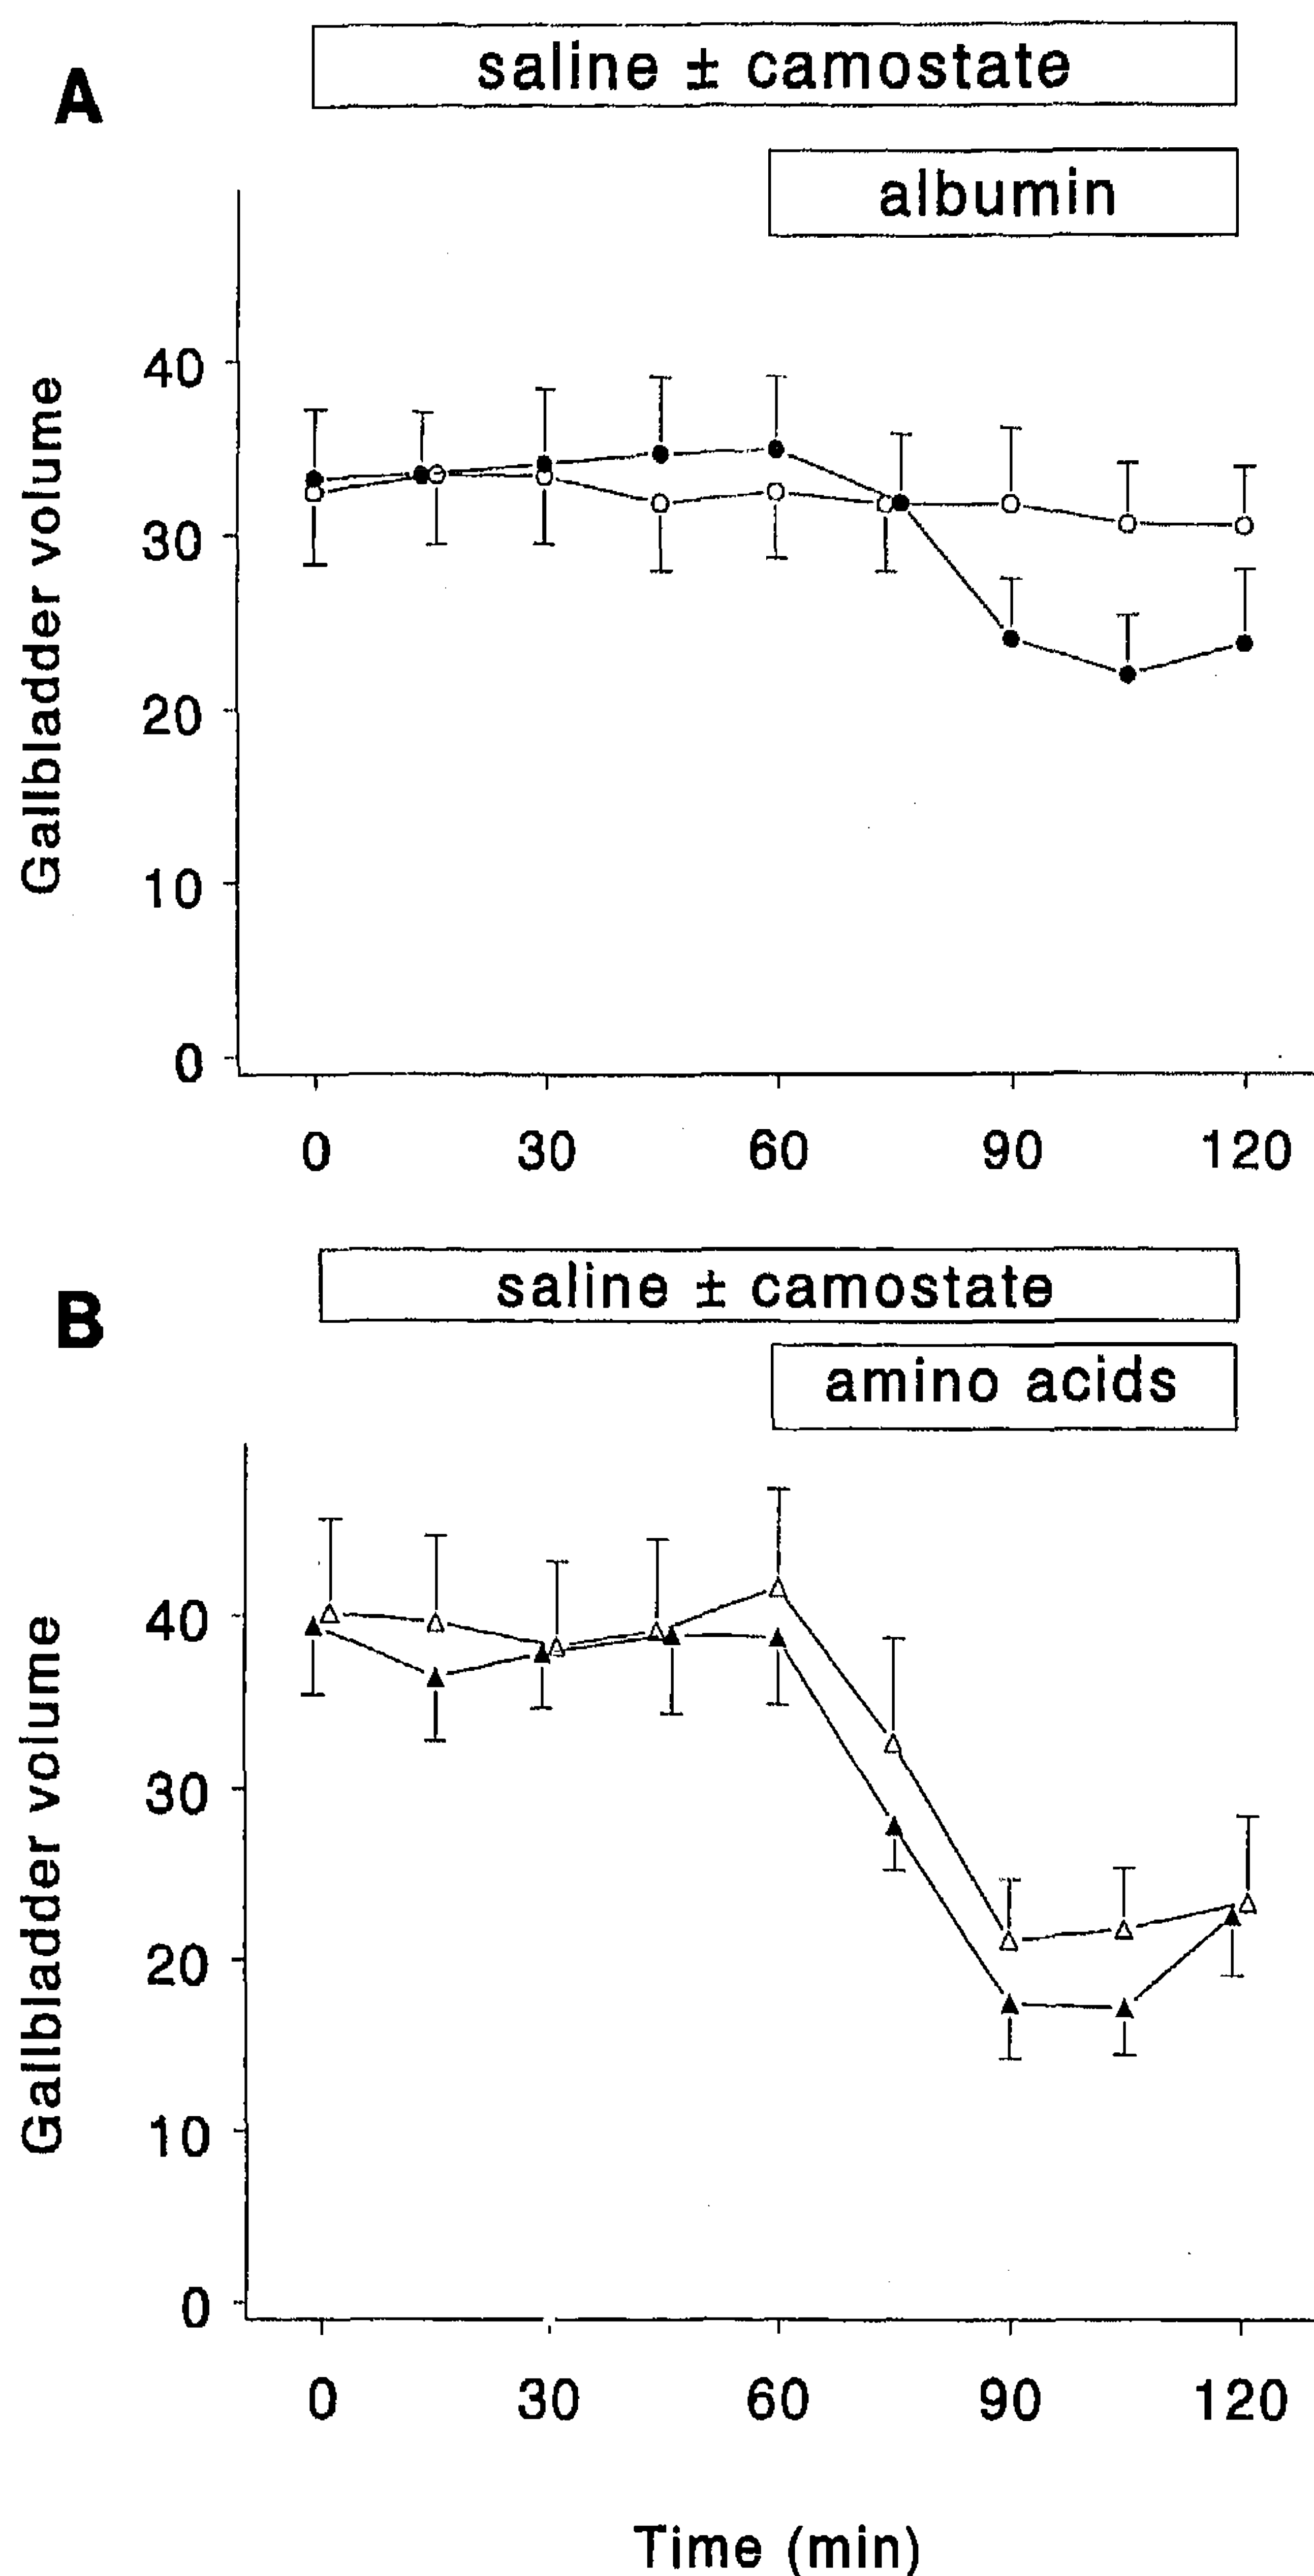 A
saline ± camostate
albumin
Gallbladder volume
40
30
20
10
0
0 30 60 90 120
B
saline ± camostate
amino acids
Gallbladder volume
40
30
20
10
0
0 30 60 90 120
Time (min)